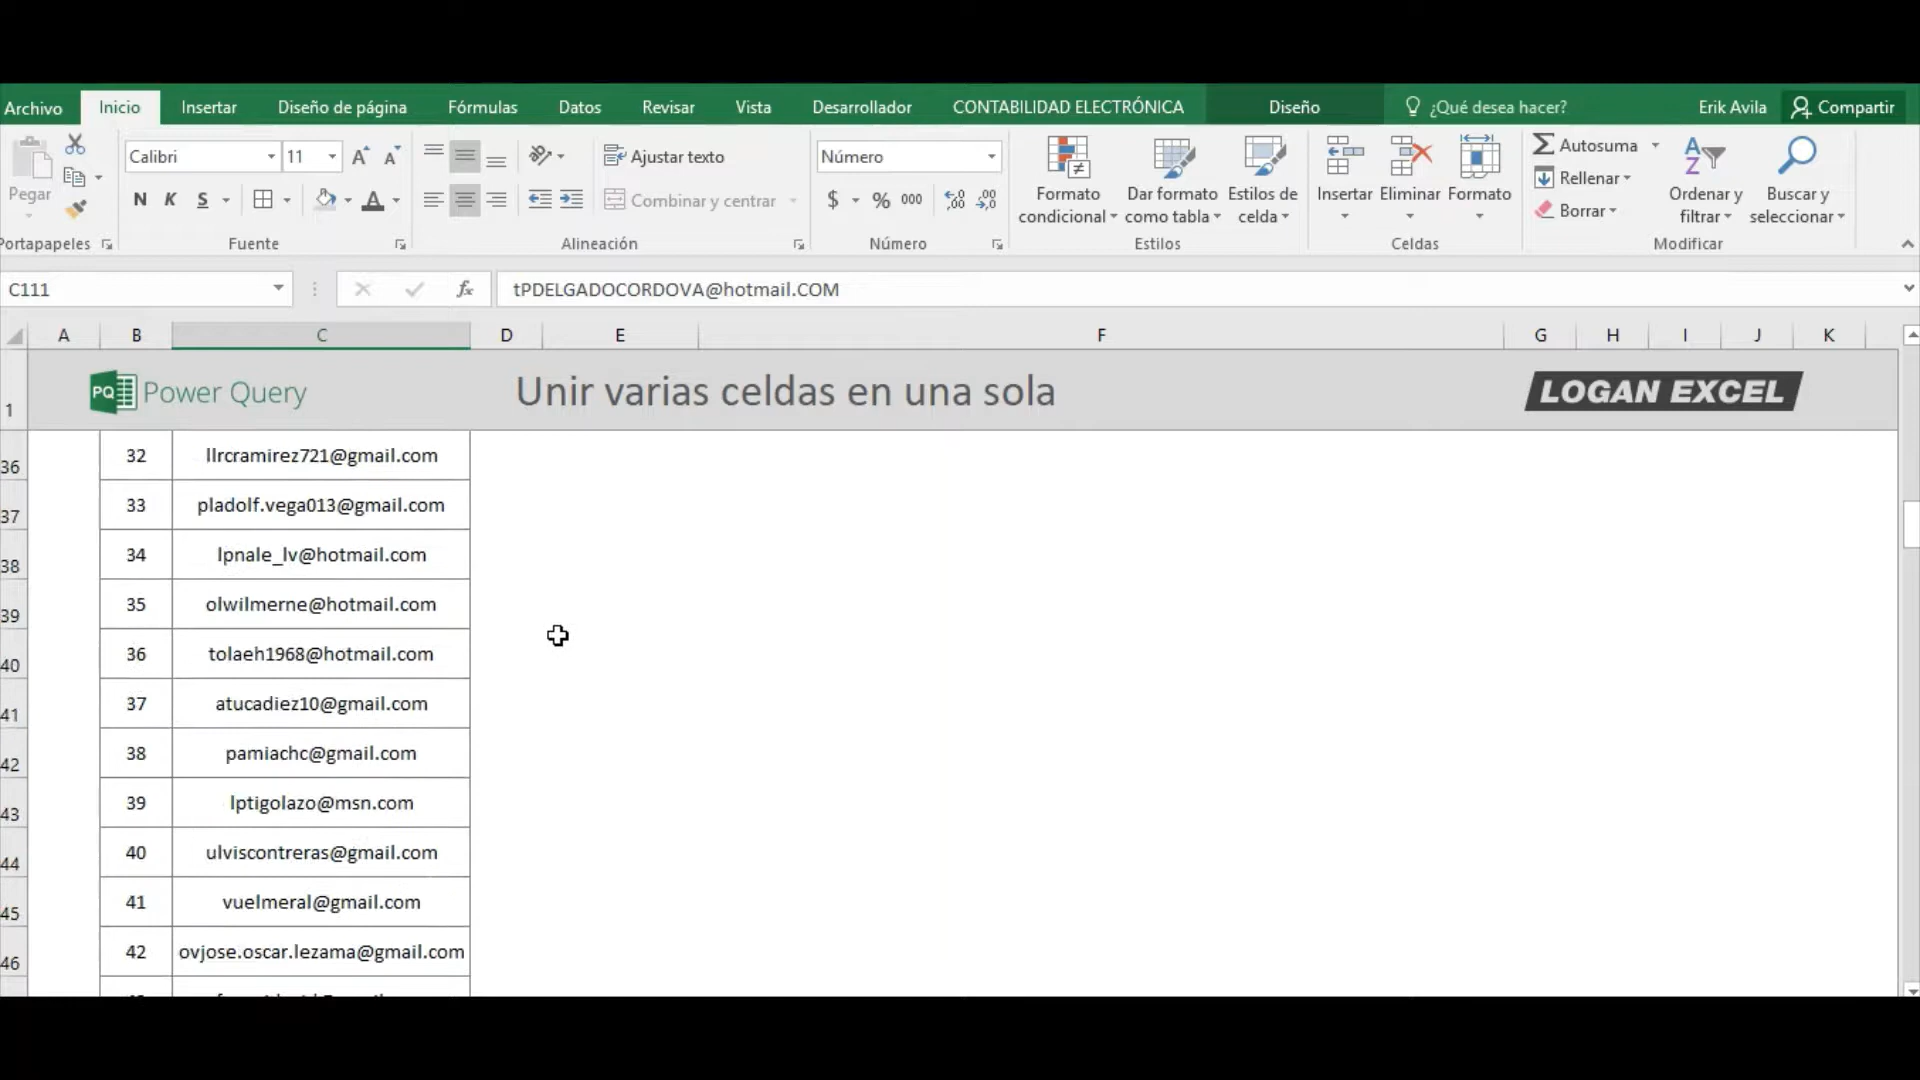 Archivo Inicio Insertar Diseño de página Fórmulas Datos Revisar Vista Desarrollador CONTABILIDAD ELECTRÓNICA Diseño ¿Qué desea hacer? Erik Avila Compartir
Pegar
Portapapeles
Calibri 11
N K S
Fuente
Ajustar texto
Combinar y centrar
Alineación
Número
$ % 000
Número
Formato condicional
Dar formato como tabla
Estilos de celda
Estilos
Insertar Eliminar Formato
Celdas
Autosuma
Rellenar
Borrar
Ordenar y filtrar
Buscar y seleccionar
Modificar
C111 fx tPDELGADOCORDOVA@hotmail.COM
A B C D E F G H I J K
1 PQ Power Query Unir varias celdas en una sola LOGAN EXCEL
36 32 llrcramirez721@gmail.com
37 33 pladolf.vega013@gmail.com
38 34 lpnale_lv@hotmail.com
39 35 olwilmerne@hotmail.com
40 36 tolaeh1968@hotmail.com
41 37 atucadiez10@gmail.com
42 38 pamiachc@gmail.com
43 39 lptigolazo@msn.com
44 40 ulviscontreras@gmail.com
45 41 vuelmeral@gmail.com
46 42 ovjose.oscar.lezama@gmail.com